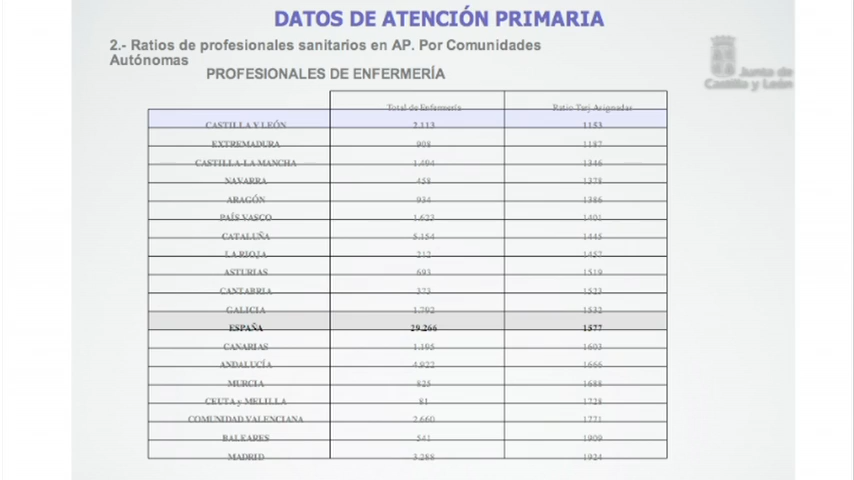 DATOS DE ATENCIÓN PRIMARIA
2.- Ratios de profesionales sanitarios en AP. Por Comunidades
Autónomas
PROFESIONALES DE ENFERMERÍA
Junta de
Castilla y León
Total de Enfermería Ratio Tarj Asignadas
CASTILLA Y LEÓN 2.113 1153
EXTREMADURA 908 1187
CASTILLA-LA MANCHA 1.494 1346
NAVARRA 458 1378
ARAGÓN 934 1386
PAÍS VASCO 1.623 1401
CATALUÑA 5.154 1445
LA RIOJA 212 1457
ASTURIAS 693 1519
CANTABRIA 373 1523
GALICIA 1.792 1532
ESPAÑA 29.266 1577
CANARIAS 1.195 1603
ANDALUCÍA 4.922 1666
MURCIA 825 1688
CEUTA y MELILLA 81 1728
COMUNIDAD VALENCIANA 2.660 1771
BALEARES 541 1909
MADRID 3.288 1924